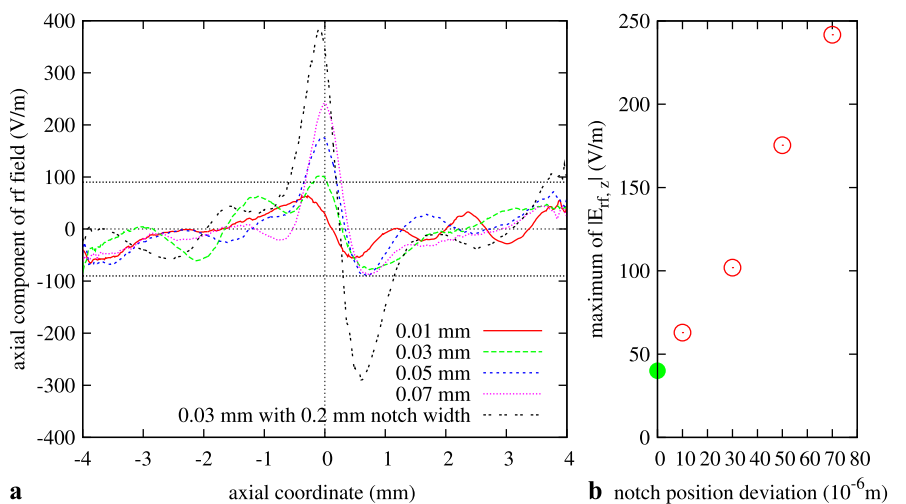 axial component of rf field (V/m)
400
300
200
100
0
-100
-200
-300
-400
0.01 mm
0.03 mm
0.05 mm
0.07 mm
0.03 mm with 0.2 mm notch width
-4 -3 -2 -1 0 1 2 3 4
a axial coordinate (mm)
maximum of |E_rf, z| (V/m)
250
200
150
100
50
0
0 10 20 30 40 50 60 70 80
b notch position deviation (10^-6 m)